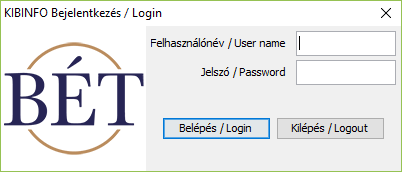 KIBINFO Bejelentkezés / Login
BÉT
Felhasználónév / User name
Jelszó / Password
Belépés / Login
Kilépés / Logout